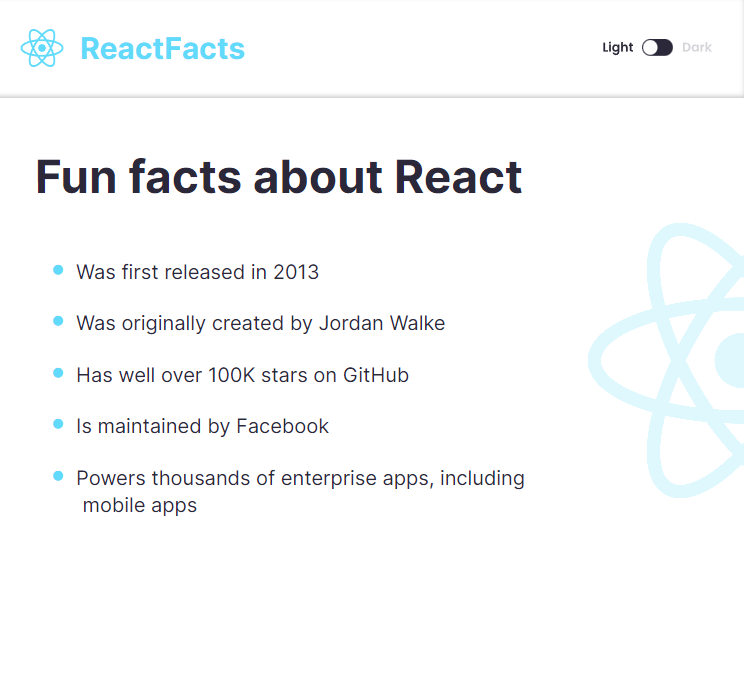 ReactFacts
Light Dark
Fun facts about React
Was first released in 2013
Was originally created by Jordan Walke
Has well over 100K stars on GitHub
Is maintained by Facebook
Powers thousands of enterprise apps, including
mobile apps